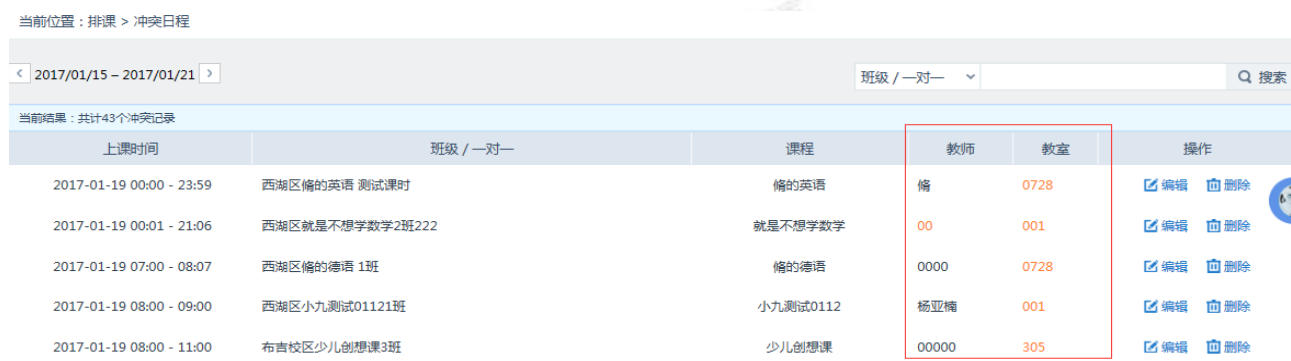 当前位置：排课 > 冲突日程
2017/01/15 – 2017/01/21
班级 / 一对一
搜索
当前结果：共计43个冲突记录
上课时间 班级 / 一对一 课程 教师 教室 操作
2017-01-19 00:00 - 23:59 西湖区脩的英语 测试课时 脩的英语 脩 0728 编辑 删除
2017-01-19 00:01 - 21:06 西湖区就是不想学数学2班222 就是不想学数学 00 001 编辑 删除
2017-01-19 07:00 - 08:07 西湖区脩的德语 1班 脩的德语 0000 0728 编辑 删除
2017-01-19 08:00 - 09:00 西湖区小九测试01121班 小九测试0112 杨亚楠 001 编辑 删除
2017-01-19 08:00 - 11:00 布吉校区少儿创想课3班 少儿创想课 00000 305 编辑 删除